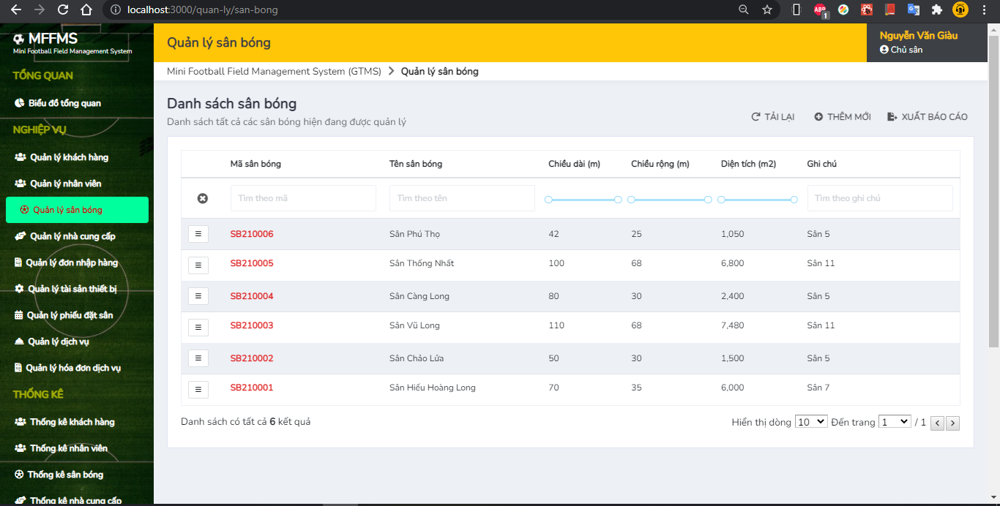 localhost:3000/quan-ly/san-bong
ABP
1
MFFMS
Mini Football Field Management System
TỔNG QUAN
Biểu đồ tổng quan
NGHIỆP VỤ
Quản lý khách hàng
Quản lý nhân viên
Quản lý sân bóng
Quản lý nhà cung cấp
Quản lý đơn nhập hàng
Quản lý tài sản thiết bị
Quản lý phiếu đặt sân
Quản lý dịch vụ
Quản lý hóa đơn dịch vụ
THỐNG KÊ
Thống kê khách hàng
Thống kê nhân viên
Thống kê sân bóng
Thống kê nhà cung cấp
Quản lý sân bóng
Nguyễn Văn Giàu
Chủ sân
Mini Football Field Management System (GTMS) > Quản lý sân bóng
Danh sách sân bóng
Danh sách tất cả các sân bóng hiện đang được quản lý
TẢI LẠI THÊM MỚI XUẤT BÁO CÁO
Mã sân bóng Tên sân bóng Chiều dài (m) Chiều rộng (m) Diện tích (m2) Ghi chú
Tìm theo mã Tìm theo tên Tìm theo ghi chú
SB210006 Sân Phú Thọ 42 25 1,050 Sân 5
SB210005 Sân Thống Nhất 100 68 6,800 Sân 11
SB210004 Sân Càng Long 80 30 2,400 Sân 5
SB210003 Sân Vũ Long 110 68 7,480 Sân 11
SB210002 Sân Chảo Lửa 50 30 1,500 Sân 5
SB210001 Sân Hiếu Hoàng Long 70 35 6,000 Sân 7
Danh sách có tất cả 6 kết quả
Hiển thị dòng 10 Đến trang 1 / 1 < >